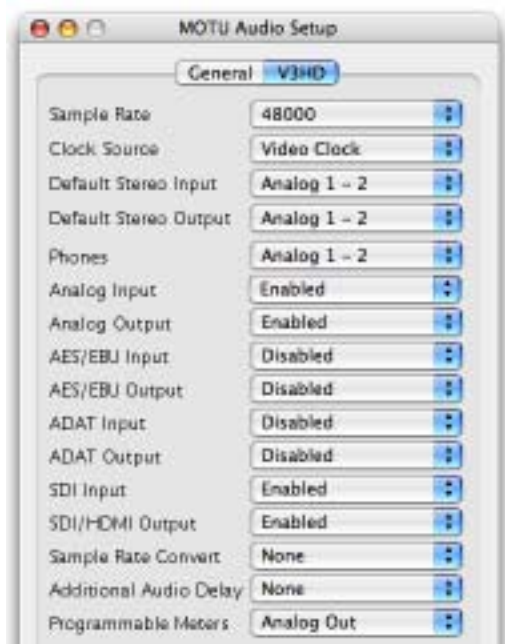 MOTU Audio Setup
General V3HD
Sample Rate 48000
Clock Source Video Clock
Default Stereo Input Analog 1 – 2
Default Stereo Output Analog 1 – 2
Phones Analog 1 – 2
Analog Input Enabled
Analog Output Enabled
AES/EBU Input Disabled
AES/EBU Output Disabled
ADAT Input Disabled
ADAT Output Disabled
SDI Input Enabled
SDI/HDMI Output Enabled
Sample Rate Convert None
Additional Audio Delay None
Programmable Meters Analog Out